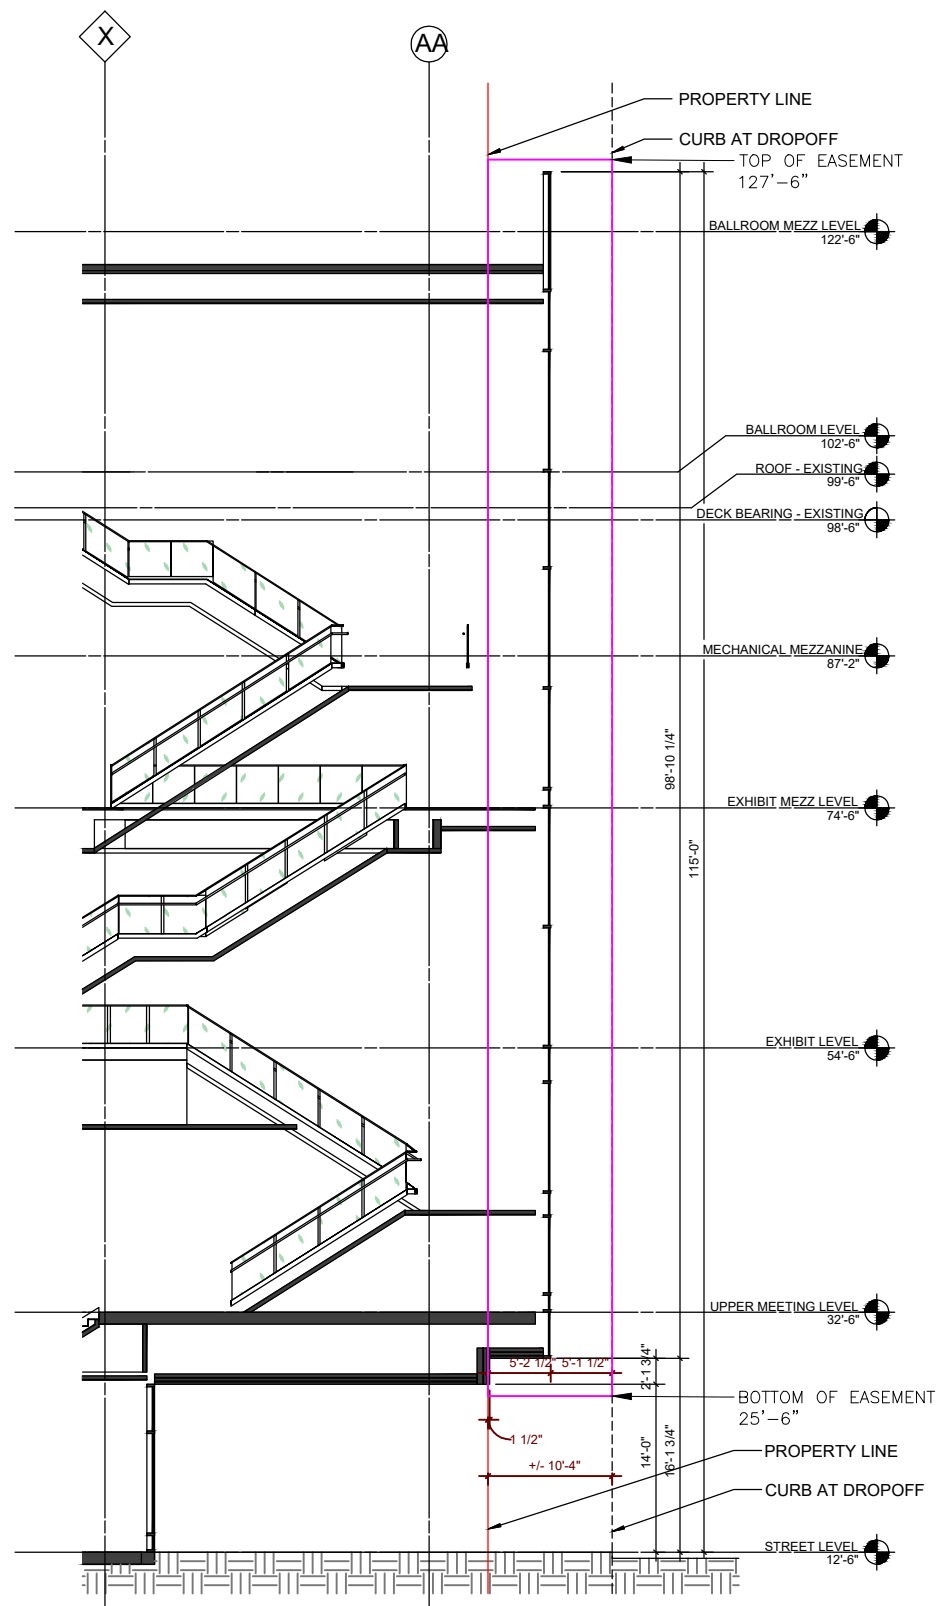 X
AA
PROPERTY LINE
CURB AT DROPOFF
TOP OF EASEMENT
127'-6"
BALLROOM MEZZ LEVEL
122'-6"
BALLROOM LEVEL
102'-6"
ROOF - EXISTING
99'-6"
DECK BEARING - EXISTING
98'-6"
MECHANICAL MEZZANINE
87'-2"
98'-10 1/4"
EXHIBIT MEZZ LEVEL
74'-6"
115'-0"
EXHIBIT LEVEL
54'-6"
UPPER MEETING LEVEL
32'-6"
5'-2 1/2" 5'-1 1/2"
2'-1 3/4"
BOTTOM OF EASEMENT
25'-6"
1 1/2"
14'-0"
16'-1 3/4"
PROPERTY LINE
+/- 10'-4"
CURB AT DROPOFF
STREET LEVEL
12'-6"